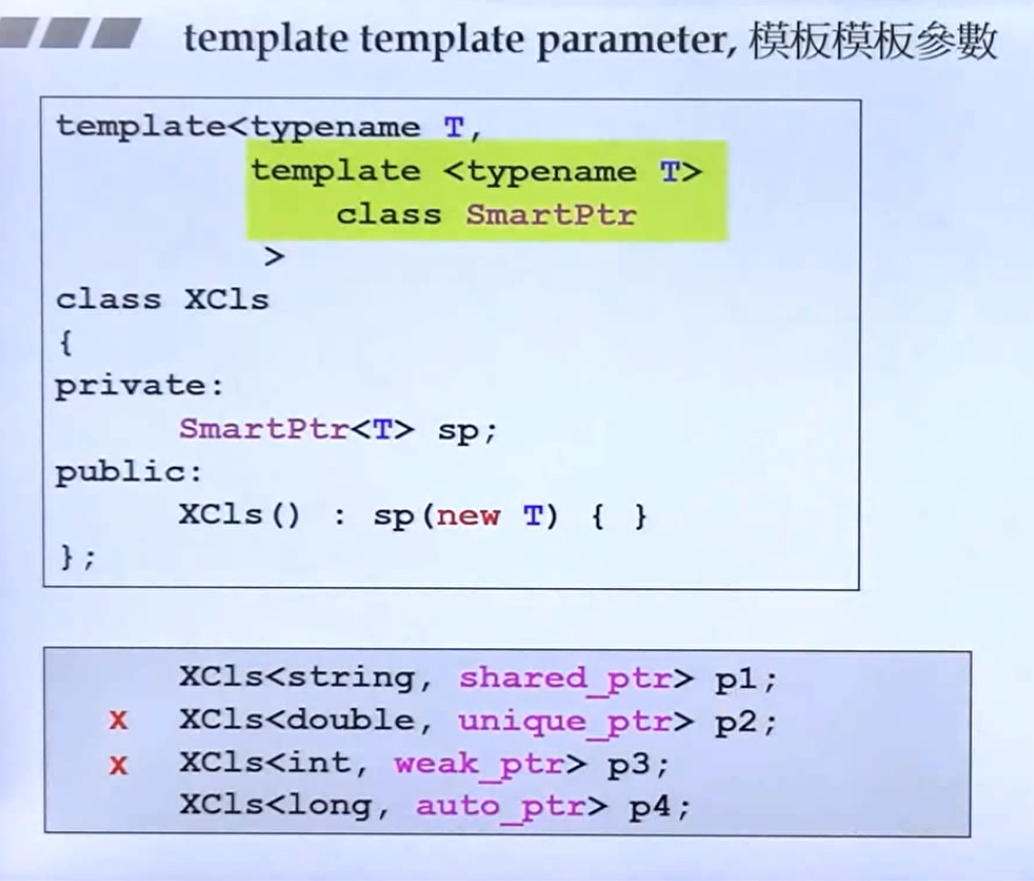 template template parameter, 模板模板參數
template<typename T,
template <typename T>
class SmartPtr
>
class XCls
{
private:
SmartPtr<T> sp;
public:
XCls() : sp(new T) { }
};
XCls<string, shared_ptr> p1;
x XCls<double, unique_ptr> p2;
x XCls<int, weak_ptr> p3;
XCls<long, auto_ptr> p4;